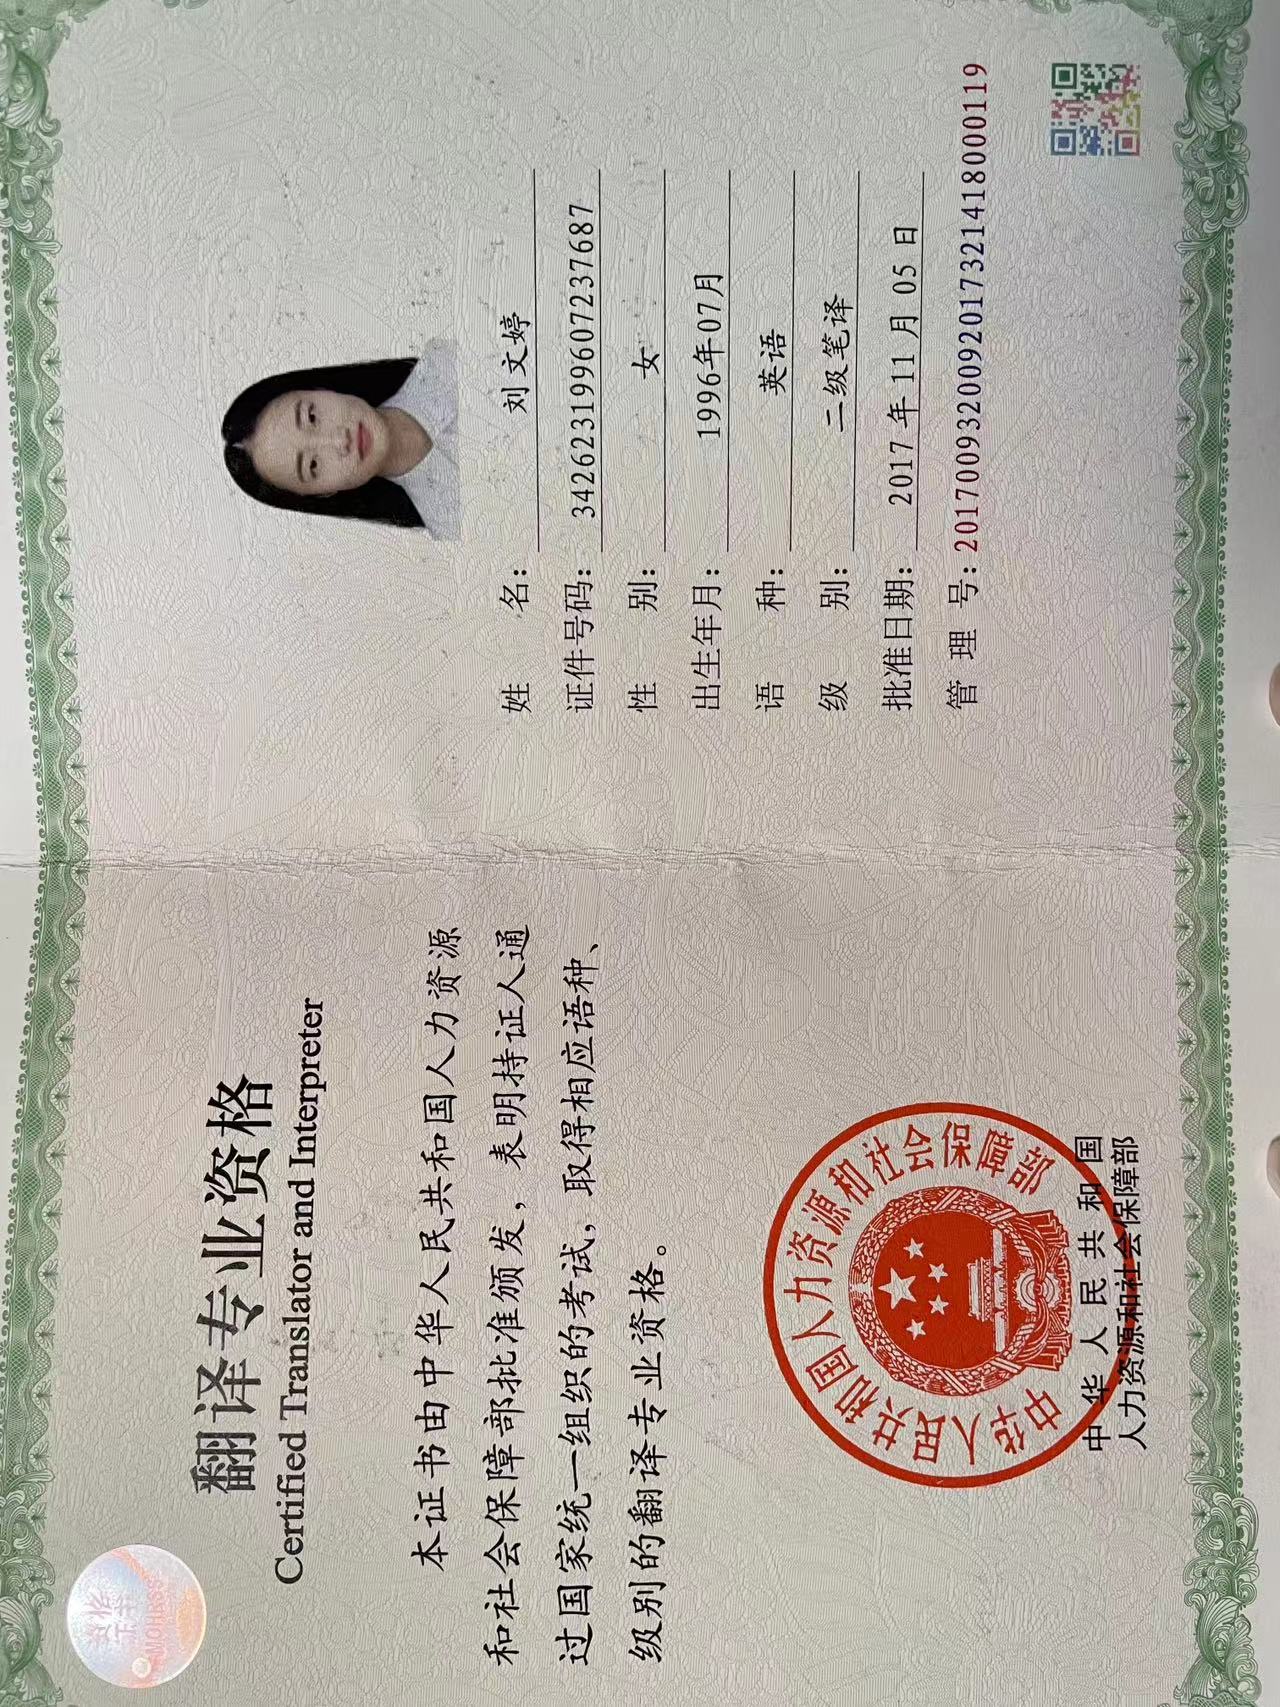 翻译专业资格
Certified Translator and Interpreter
本证书由中华人民共和国人力资源
和社会保障部批准颁发，表明持证人通
过国家统一组织的考试，取得相应语种、
级别的翻译专业资格。
中华人民共和国人力资源和社会保障部
中华人民共和国
人力资源和社会保障部
MOHRSS
姓名：刘文婷
证件号码：342623199607237687
性别：女
出生年月：1996年07月
语种：英语
级别：二级笔译
批准日期：2017年11月05日
管理号：20170093200920173214180001​19